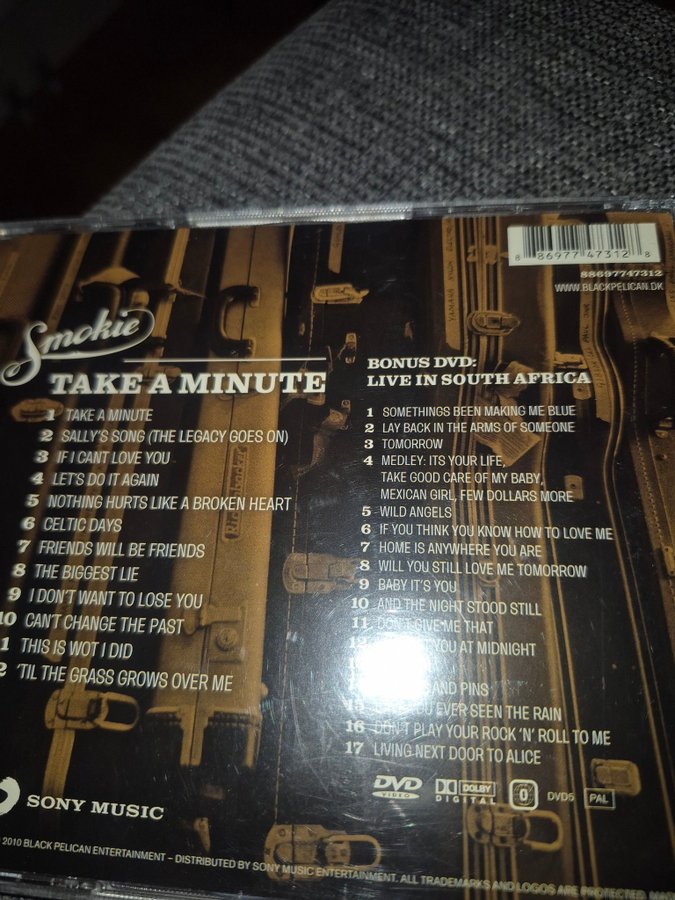 8 86977 47312 8
88697747312
WWW.BLACKPELICAN.DK
Smokie
TAKE A MINUTE
1 TAKE A MINUTE
2 SALLY'S SONG (THE LEGACY GOES ON)
3 IF I CANT LOVE YOU
4 LET'S DO IT AGAIN
5 NOTHING HURTS LIKE A BROKEN HEART
6 CELTIC DAYS
7 FRIENDS WILL BE FRIENDS
8 THE BIGGEST LIE
9 I DON'T WANT TO LOSE YOU
10 CAN'T CHANGE THE PAST
1 THIS IS WOT I DID
2 'TIL THE GRASS GROWS OVER ME
BONUS DVD:
LIVE IN SOUTH AFRICA
1 SOMETHINGS BEEN MAKING ME BLUE
2 LAY BACK IN THE ARMS OF SOMEONE
3 TOMORROW
4 MEDLEY: ITS YOUR LIFE,
TAKE GOOD CARE OF MY BABY,
MEXICAN GIRL, FEW DOLLARS MORE
5 WILD ANGELS
6 IF YOU THINK YOU KNOW HOW TO LOVE ME
7 HOME IS ANYWHERE YOU ARE
8 WILL YOU STILL LOVE ME TOMORROW
9 BABY IT'S YOU
10 AND THE NIGHT STOOD STILL
11 DON'T GIVE ME THAT
12 YOU AT MIDNIGHT
AND PINS
15 EVER SEEN THE RAIN
16 DON'T PLAY YOUR ROCK 'N' ROLL TO ME
17 LIVING NEXT DOOR TO ALICE
Rickenbacker
DVD VIDEO
DOLBY DIGITAL
0
DVD5
PAL
SONY MUSIC
2010 BLACK PELICAN ENTERTAINMENT – DISTRIBUTED BY SONY MUSIC ENTERTAINMENT. ALL TRADEMARKS AND LOGOS ARE PROTECTED.